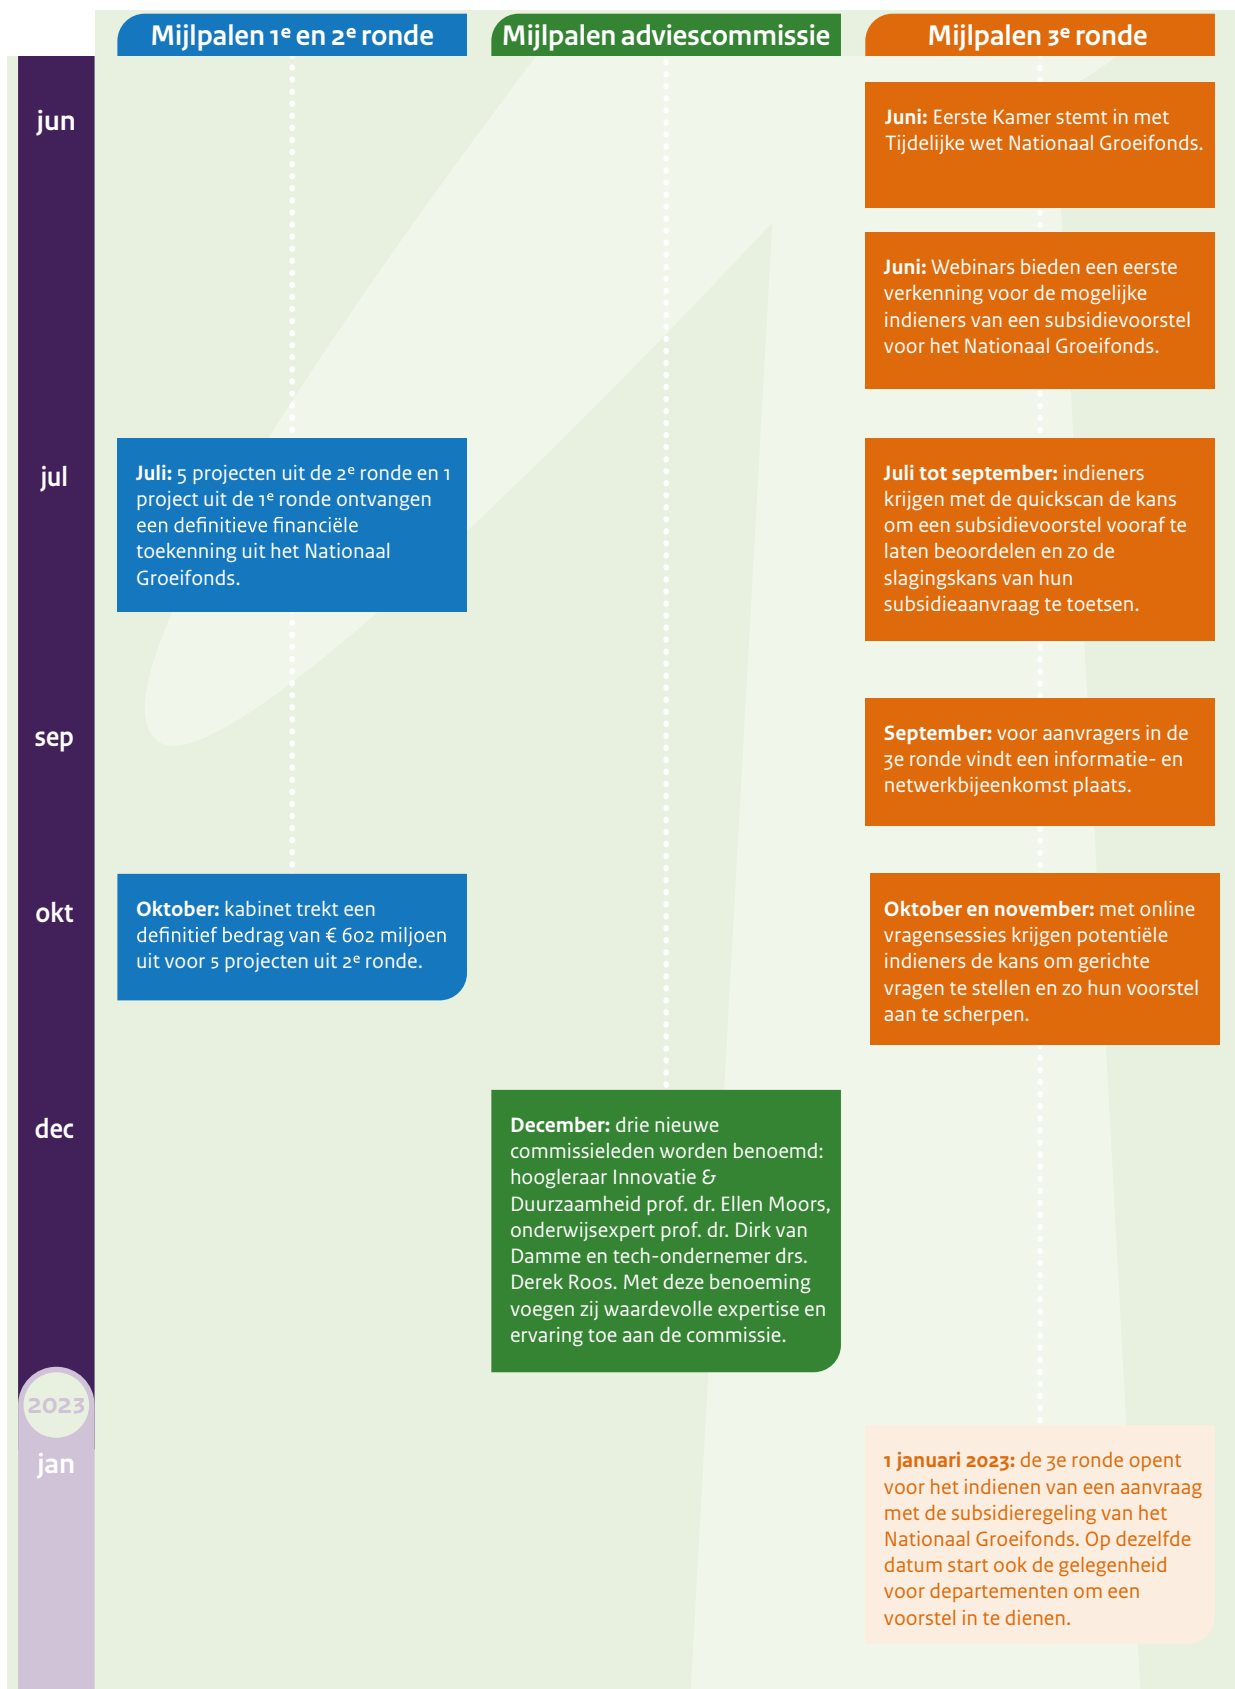 Mijlpalen 1e en 2e ronde
Mijlpalen adviescommissie
Mijlpalen 3e ronde
jun
Juni: Eerste Kamer stemt in met
Tijdelijke wet Nationaal Groeifonds.
Juni: Webinars bieden een eerste
verkenning voor de mogelijke
indieners van een subsidievoorstel
voor het Nationaal Groeifonds.
jul
Juli: 5 projecten uit de 2e ronde en 1
project uit de 1e ronde ontvangen
een definitieve financiële
toekenning uit het Nationaal
Groeifonds.
Juli tot september: indieners
krijgen met de quickscan de kans
om een subsidievoorstel vooraf te
laten beoordelen en zo de
slagingskans van hun
subsidieaanvraag te toetsen.
sep
September: voor aanvragers in de
3e ronde vindt een informatie- en
netwerkbijeenkomst plaats.
okt
Oktober: kabinet trekt een
definitief bedrag van € 602 miljoen
uit voor 5 projecten uit 2e ronde.
Oktober en november: met online
vragensessies krijgen potentiële
indieners de kans om gerichte
vragen te stellen en zo hun voorstel
aan te scherpen.
dec
December: drie nieuwe
commissieleden worden benoemd:
hoogleraar Innovatie &
Duurzaamheid prof. dr. Ellen Moors,
onderwijsexpert prof. dr. Dirk van
Damme en tech-ondernemer drs.
Derek Roos. Met deze benoeming
voegen zij waardevolle expertise en
ervaring toe aan de commissie.
2023
jan
1 januari 2023: de 3e ronde opent
voor het indienen van een aanvraag
met de subsidieregeling van het
Nationaal Groeifonds. Op dezelfde
datum start ook de gelegenheid
voor departementen om een
voorstel in te dienen.